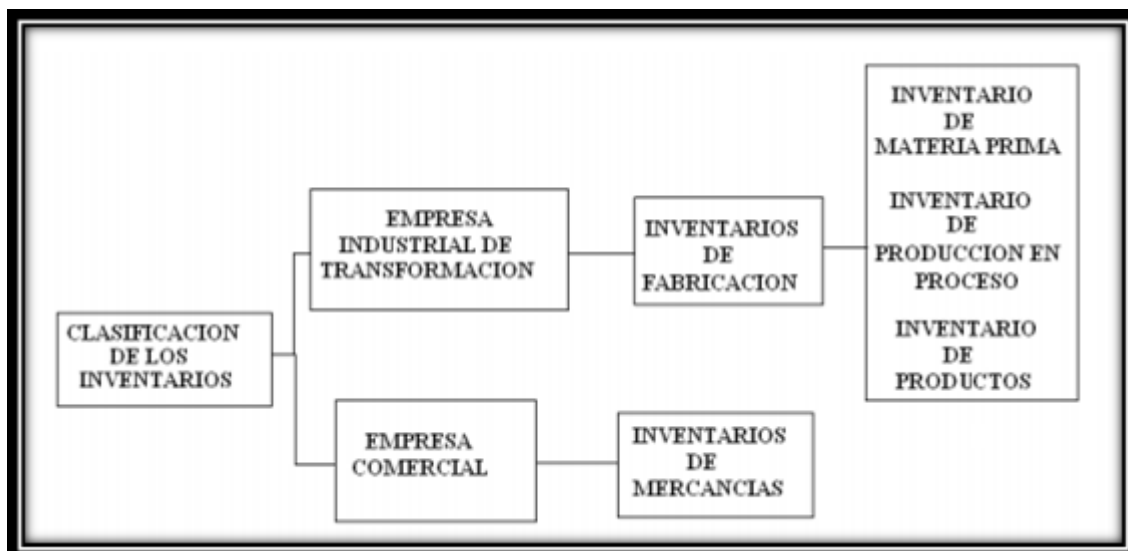 CLASIFICACION
DE LOS
INVENTARIOS
EMPRESA
INDUSTRIAL DE
TRANSFORMACION
INVENTARIOS
DE
FABRICACION
INVENTARIO
DE
MATERIA PRIMA
INVENTARIO
DE
PRODUCCION EN
PROCESO
INVENTARIO
DE
PRODUCTOS
EMPRESA
COMERCIAL
INVENTARIOS
DE
MERCANCIAS